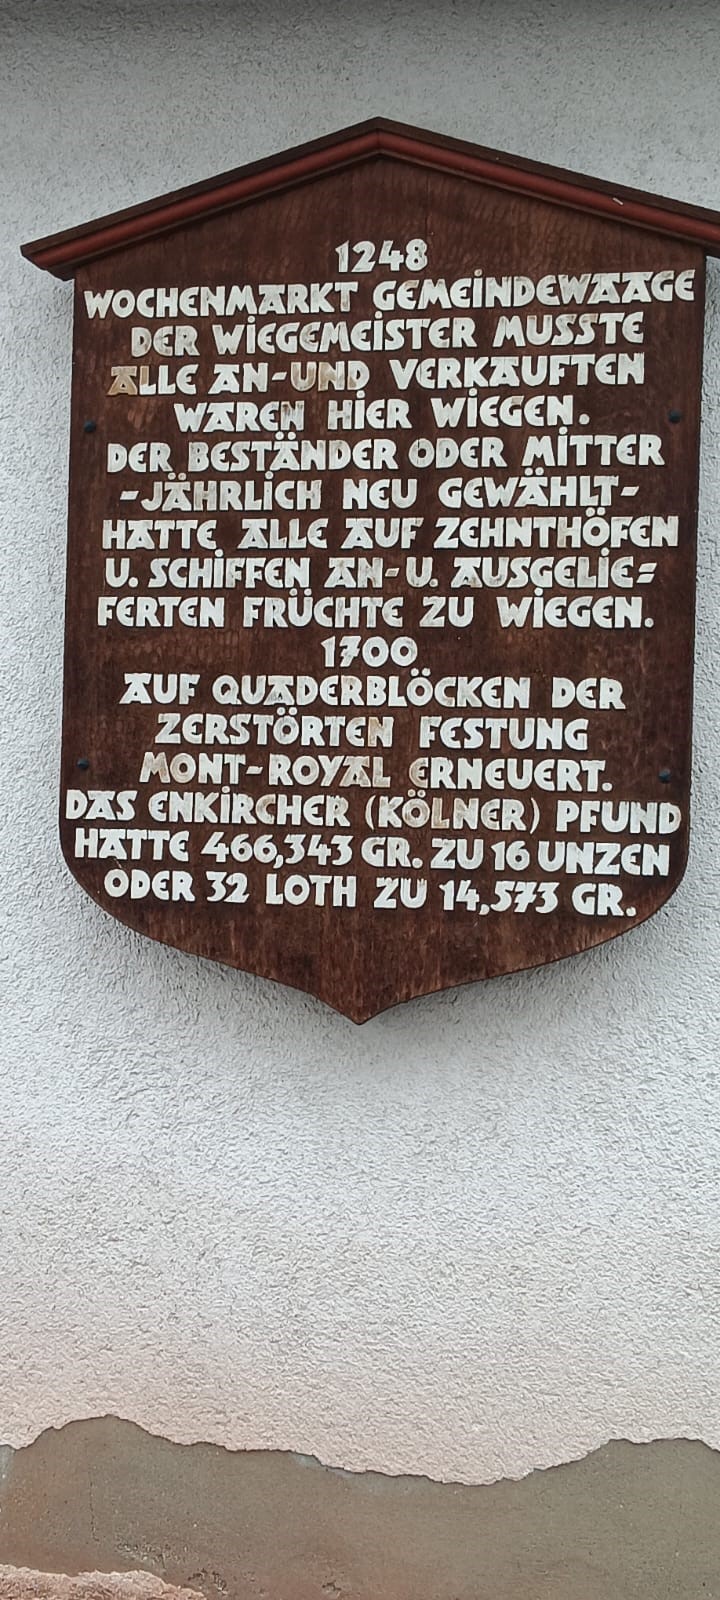 1248
WOCHENMARKT GEMEINDEWAAGE
DER WIEGEMEISTER MUSSTE
ALLE AN-UND VERKAUFTEN
WAREN HIER WIEGEN.
DER BESTÄNDER ODER MITTER
-JÄHRLICH NEU GEWÄHLT-
HATTE ALLE AUF ZEHNTHÖFEN
U. SCHIFFEN AN-U. AUSGELIE=
FERTEN FRÜCHTE ZU WIEGEN.
1700
AUF QUADERBLÖCKEN DER
ZERSTÖRTEN FESTUNG
MONT-ROYAL ERNEUERT.
DAS ENKIRCHER (KÖLNER) PFUND
HATTE 466,343 GR. ZU 16 UNZEN
ODER 32 LOTH ZU 14,573 GR.